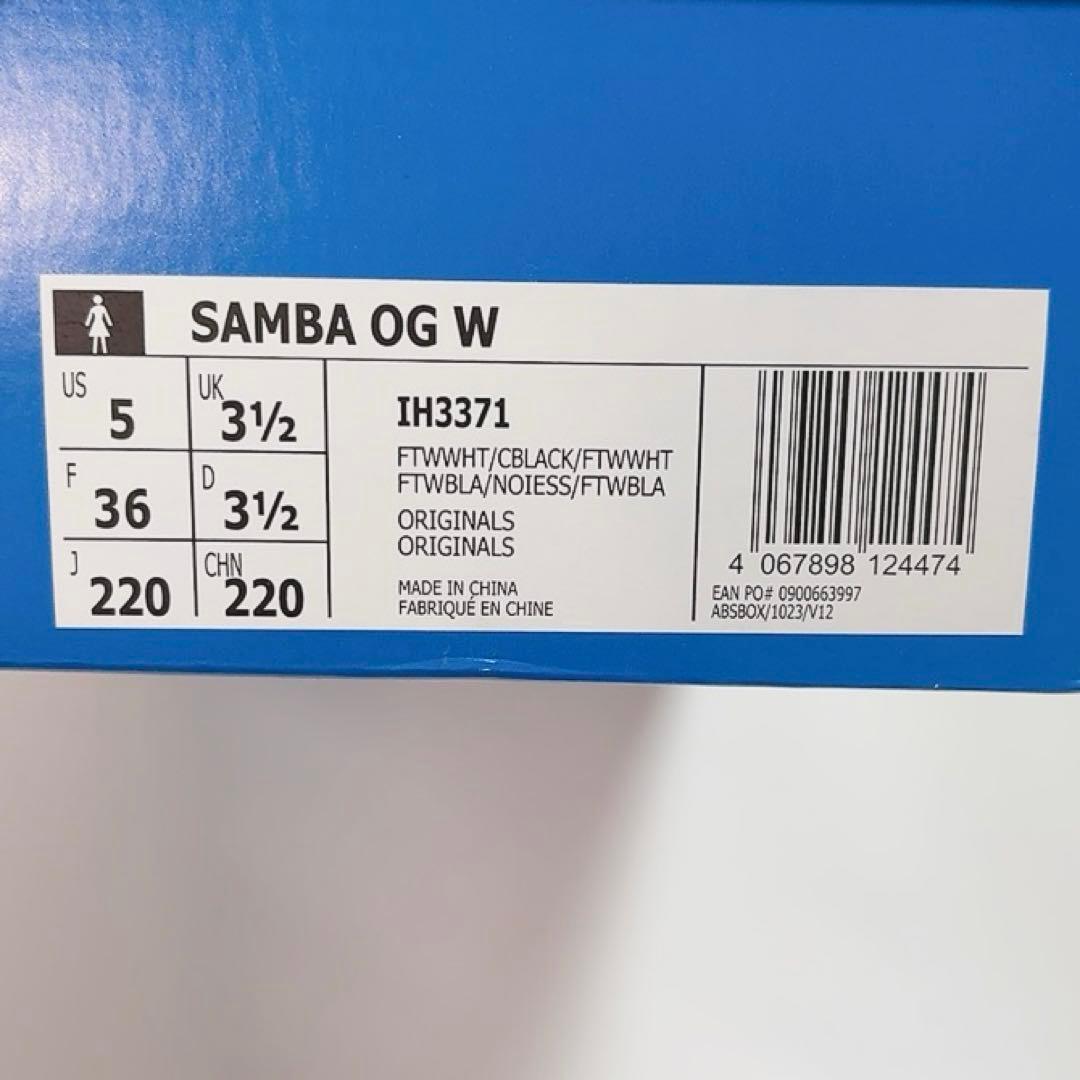 SAMBA OG W
US 5
UK 3½
F 36
D 3½
J 220
CHN 220
IH3371
FTWWHT/CBLACK/FTWWHT
FTWBLA/NOIESS/FTWBLA
ORIGINALS
ORIGINALS
MADE IN CHINA
FABRIQUÉ EN CHINE
4 067898 124474
EAN PO# 0900663997
ABSBOX/1023/V12